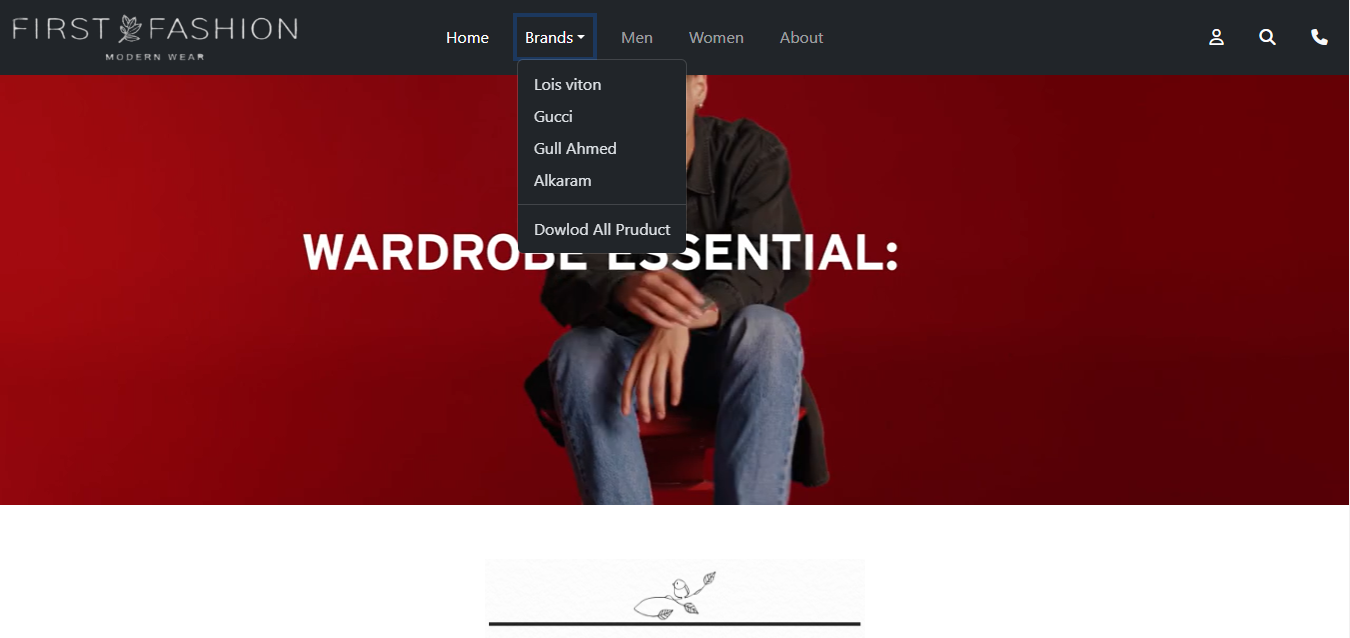 FIRST FASHION
MODERN WEAR
Home Brands Men Women About
Lois viton
Gucci
Gull Ahmed
Alkaram
Dowlod All Pruduct
WARDROBE ESSENTIAL: